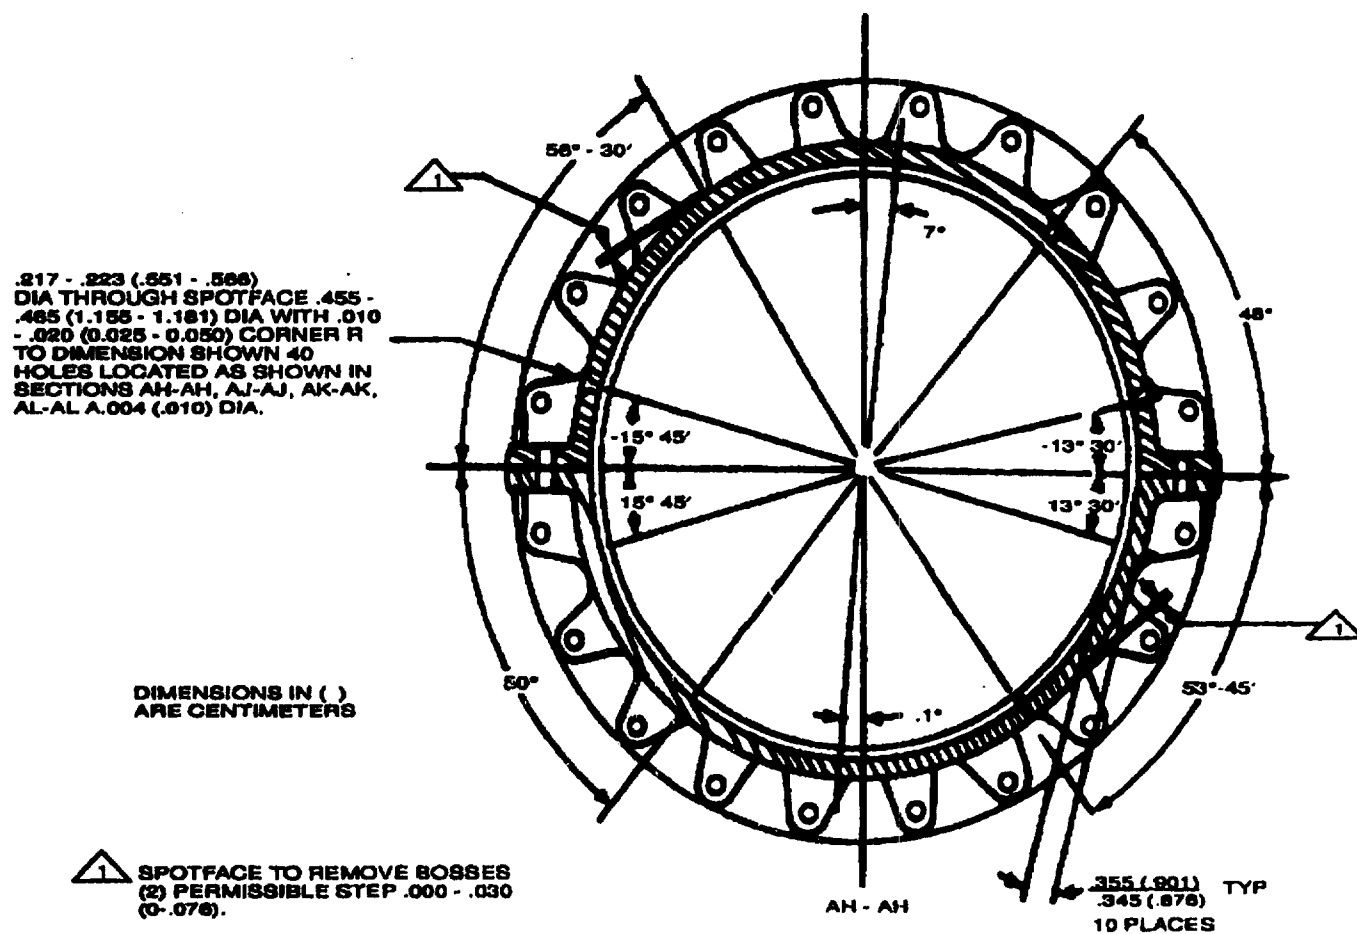 56° - 30'
1
7°
.217 - .223 (.551 - .566)
DIA THROUGH SPOTFACE .455 -
.465 (1.155 - 1.181) DIA WITH .010
- .020 (0.025 - 0.050) CORNER R
TO DIMENSION SHOWN 40
HOLES LOCATED AS SHOWN IN
SECTIONS AH-AH, AJ-AJ, AK-AK,
AL-AL A.004 (.010) DIA.
48°
-15° 45'
-13° 30'
15° 45'
13° 30'
1
50°
53°-45'
DIMENSIONS IN ( )
ARE CENTIMETERS
.1°
1 SPOTFACE TO REMOVE BOSSES
(2) PERMISSIBLE STEP .000 - .030
(0-.076).
AH - AH
.355 (.901) TYP
.345 (.876)
10 PLACES